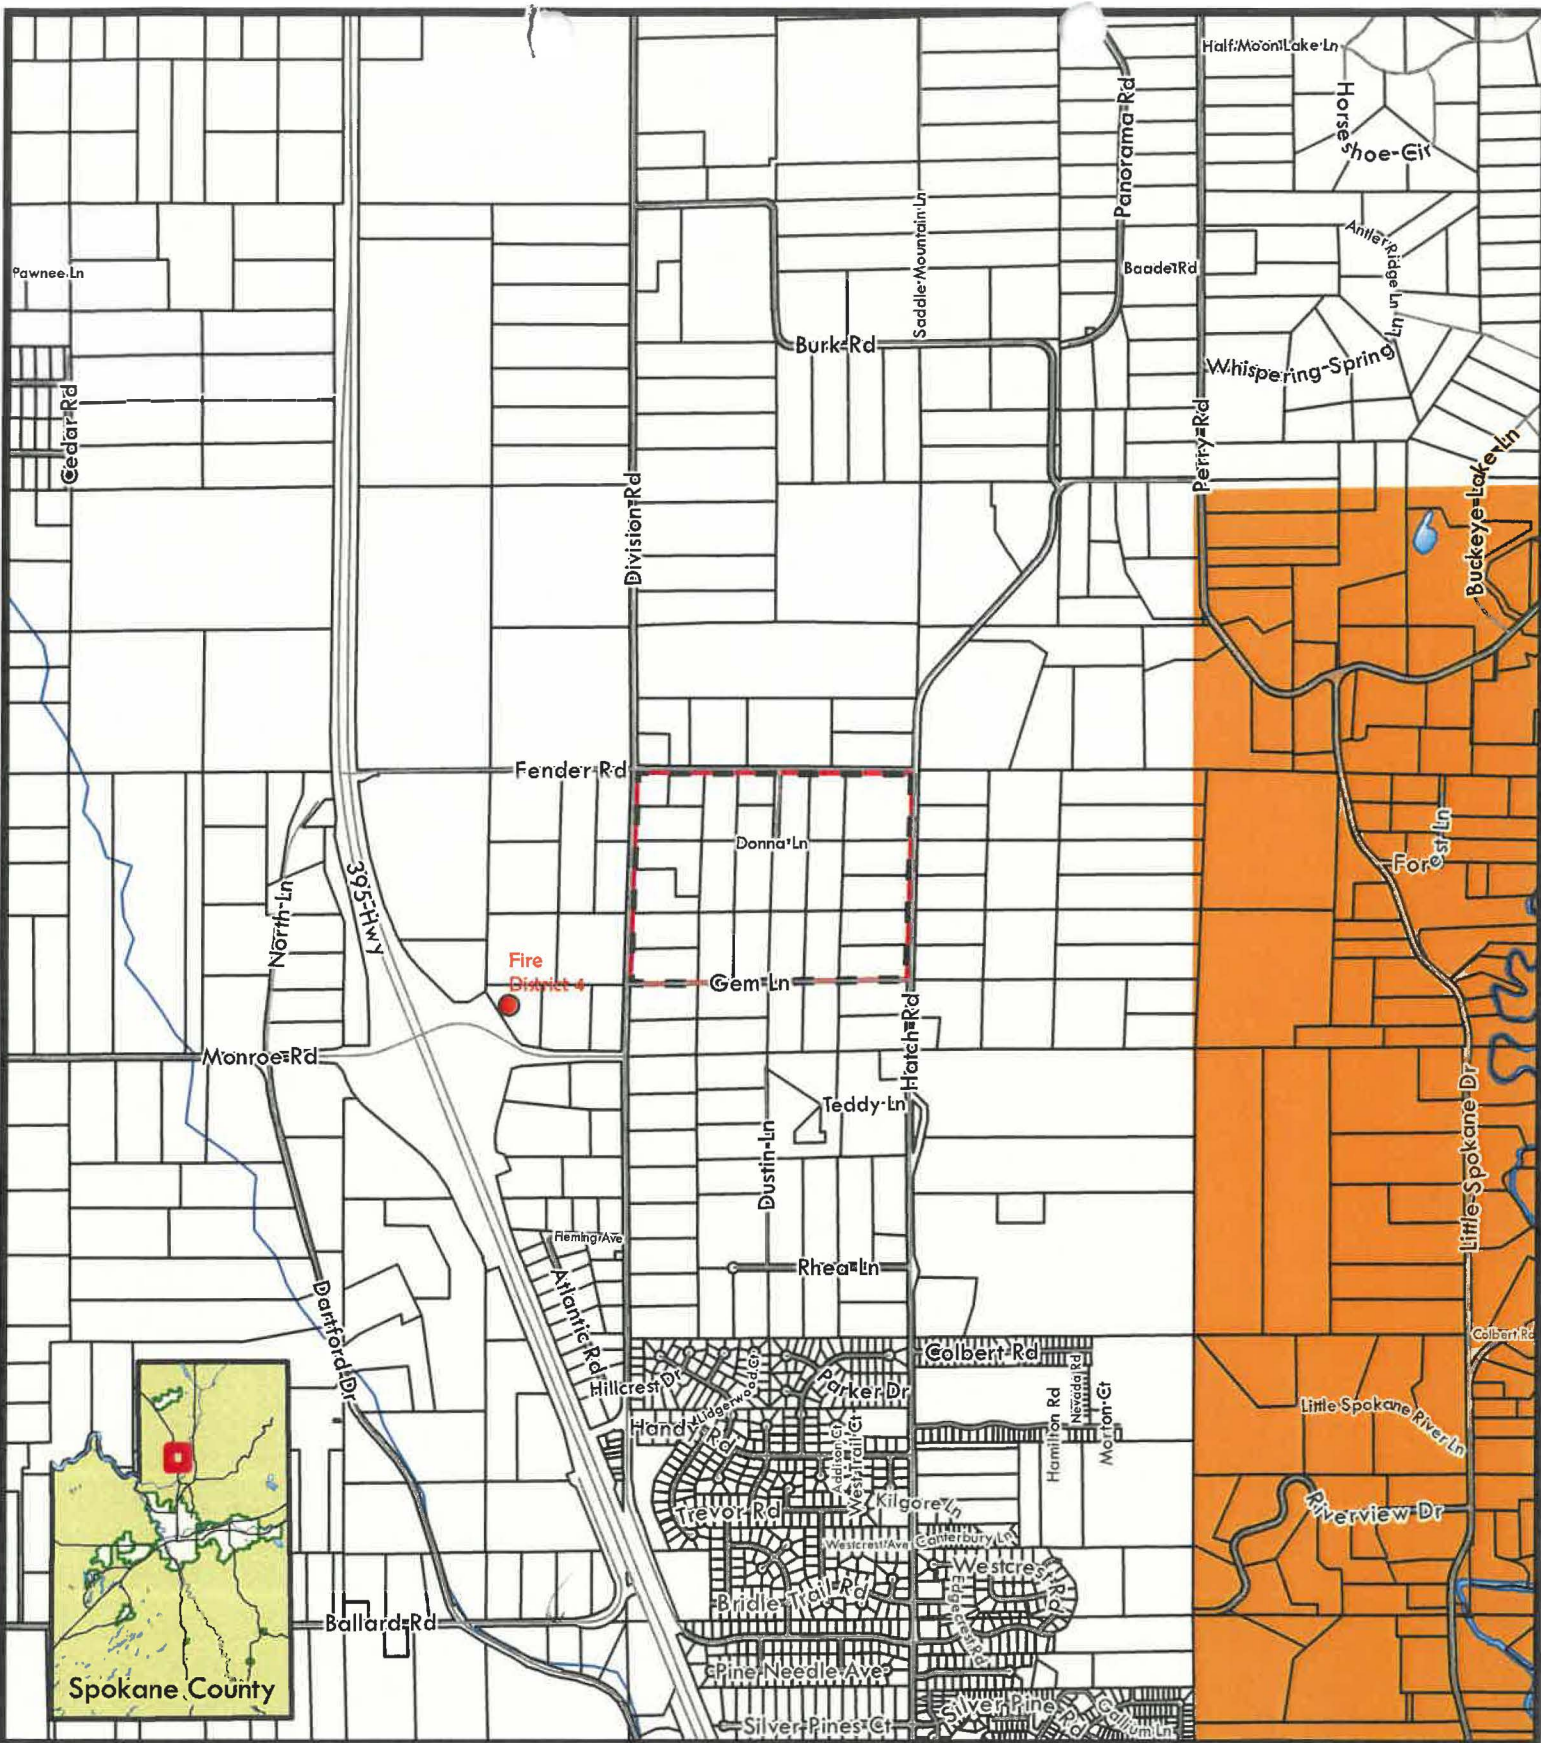 Half Moon Lake Ln
Horseshoe Cir
Panorama Rd
Saddle Mountain Ln
Antler Ridge Ln
Pawnee Ln
Baade Rd
Burk Rd
Whispering Spring Ln
Cedar Rd
Perry Rd
Buckeye Lake Ln
Division Rd
Fender Rd
Donna Ln
Forest Ln
395 Hwy
North Ln
Fire
District 4
Gem Ln
Hatch Rd
Monroe Rd
Teddy Ln
Dustin Ln
Little Spokane Dr
Fleming Ave
Rhea Ln
Atlantic Rd
Dartford Dr
Colbert Rd
Colbert Rd
Hillcrest Dr
Lidgerwood Ct
Parker Dr
Nevada Rd
Hamilton Rd
Morton Ct
Little Spokane River Ln
Handy Rd
Addison Ct
West Trail Ct
Trevor Rd
Kilgore Ln
Riverview Dr
Westcrest Ave
Canterbury Ln
Westcrest Rd
Bridle Trail Rd
Edgecrest Rd
Ballard Rd
Pine Needle Ave
Spokane County
Silver Pines Ct
Silver Pine Rd
Gallium Ln